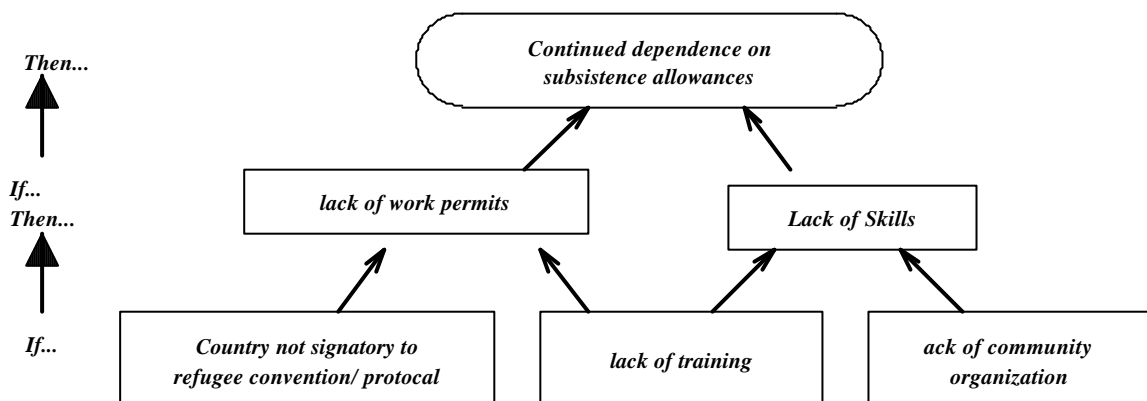 Continued dependence on
subsistence allowances
Then...
If...
Then...
lack of work permits
Lack of Skills
If...
Country not signatory to
refugee convention/ protocal
lack of training
ack of community
organization